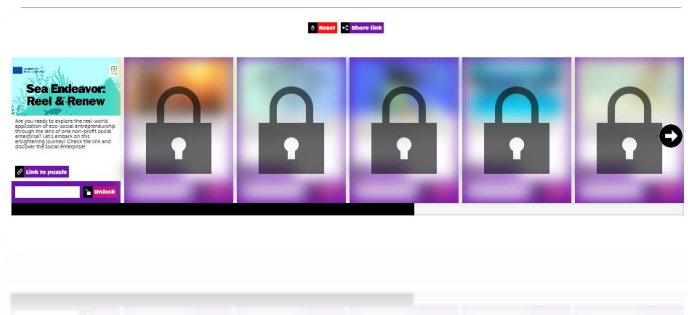 Reset
Share link
Sea Endeavor:
Reel & Renew
Are you ready to explore the real-world
application of eco-social entrepreneurship
through the lens of one non-profit social
enterprise? Let's embark on this
enlightening journey! Check the link and
discover the social enterprise!
Link to puzzle
Unlock